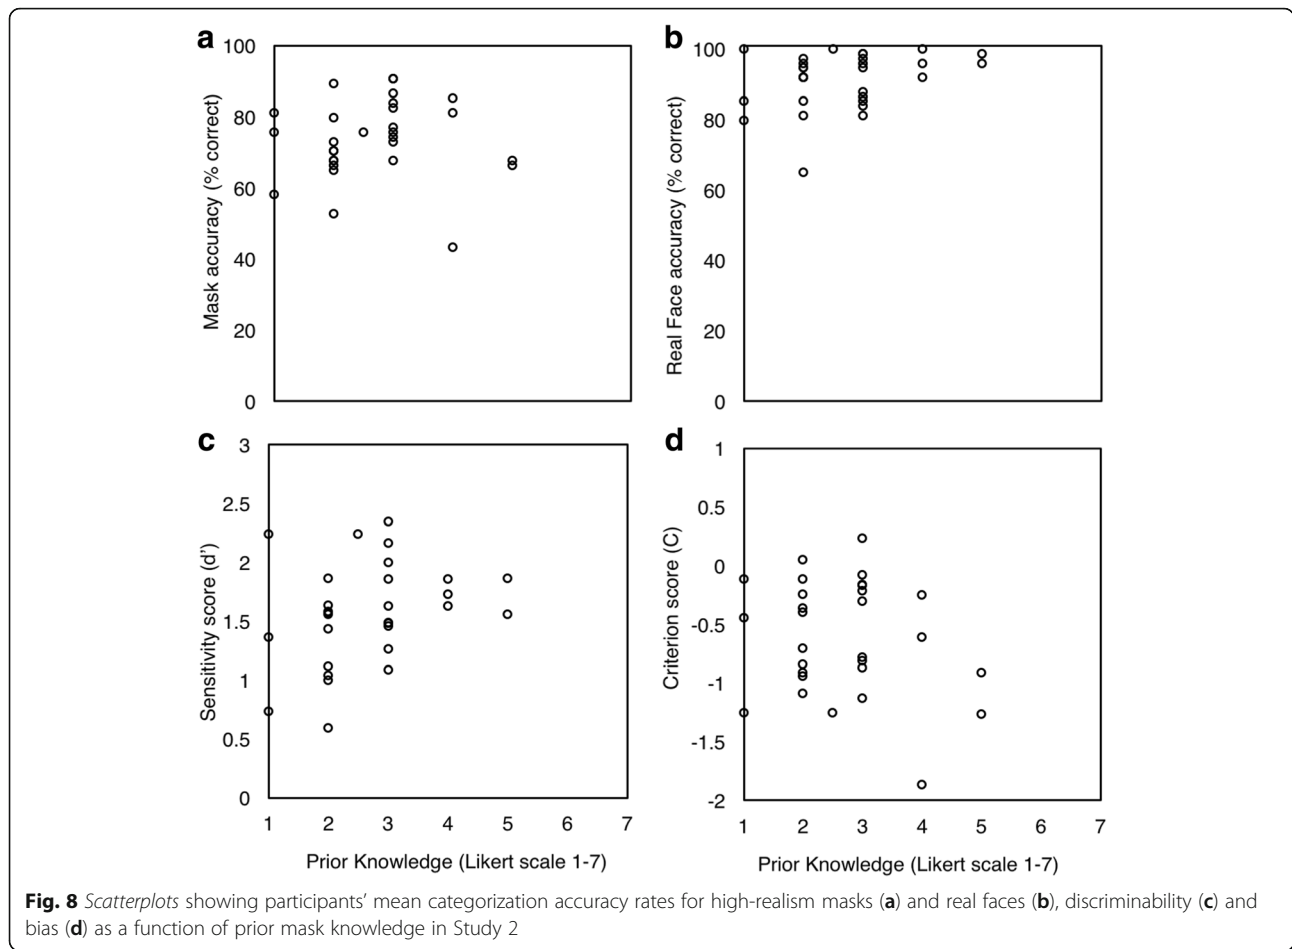 a
100
80
60
40
20
0
Mask accuracy (% correct)
b
100
80
60
40
20
0
Real Face accuracy (% correct)
c
3
2.5
2
1.5
1
0.5
0
Sensitivity score (d')
1 2 3 4 5 6 7
Prior Knowledge (Likert scale 1-7)
d
1
0.5
0
-0.5
-1
-1.5
-2
Criterion score (C)
1 2 3 4 5 6 7
Prior Knowledge (Likert scale 1-7)
Fig. 8 Scatterplots showing participants’ mean categorization accuracy rates for high-realism masks (a) and real faces (b), discriminability (c) and
bias (d) as a function of prior mask knowledge in Study 2